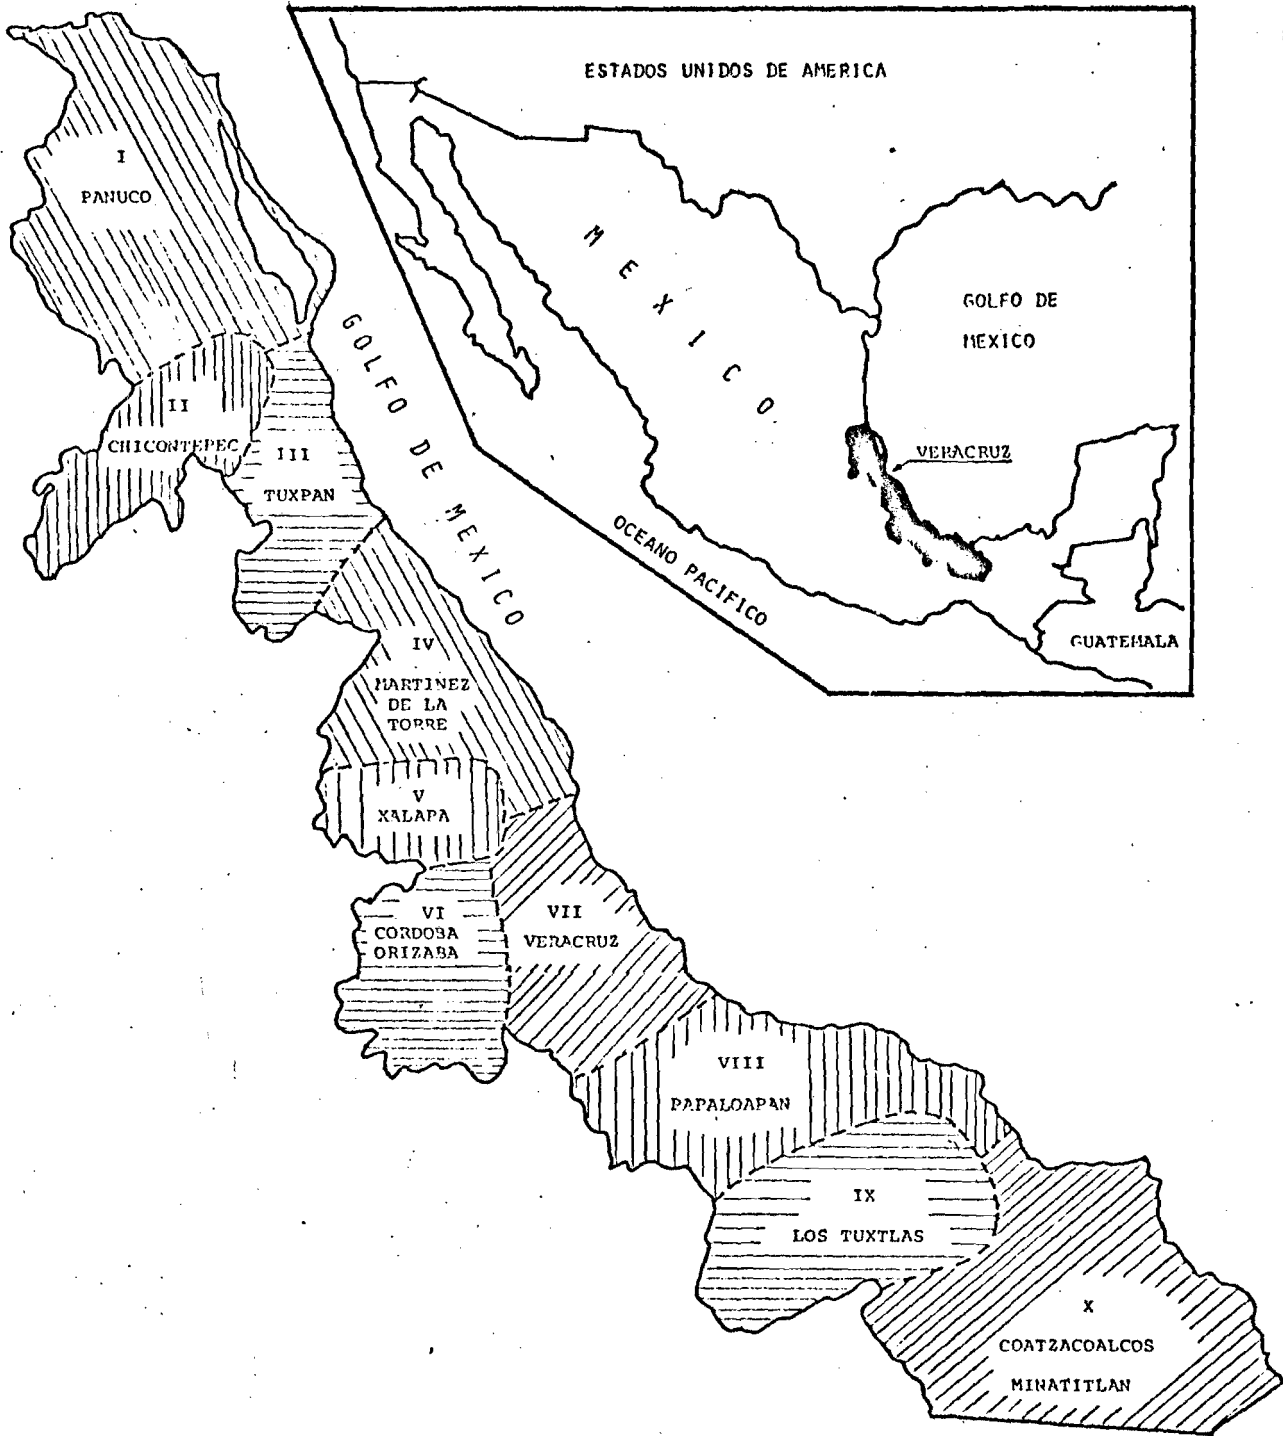 ESTADOS UNIDOS DE AMERICA
MEXICO
GOLFO DE
MEXICO
VERACRUZ
OCEANO PACIFICO
GUATEMALA
GOLFO DE MEXICO
I
PANUCO
II
CHICONTEPEC
III
TUXPAN
IV
MARTINEZ
DE LA
TORRE
V
XALAPA
VI
CORDOBA
ORIZABA
VII
VERACRUZ
VIII
PAPALOAPAN
IX
LOS TUXTLAS
X
COATZACOALCOS
MINATITLAN